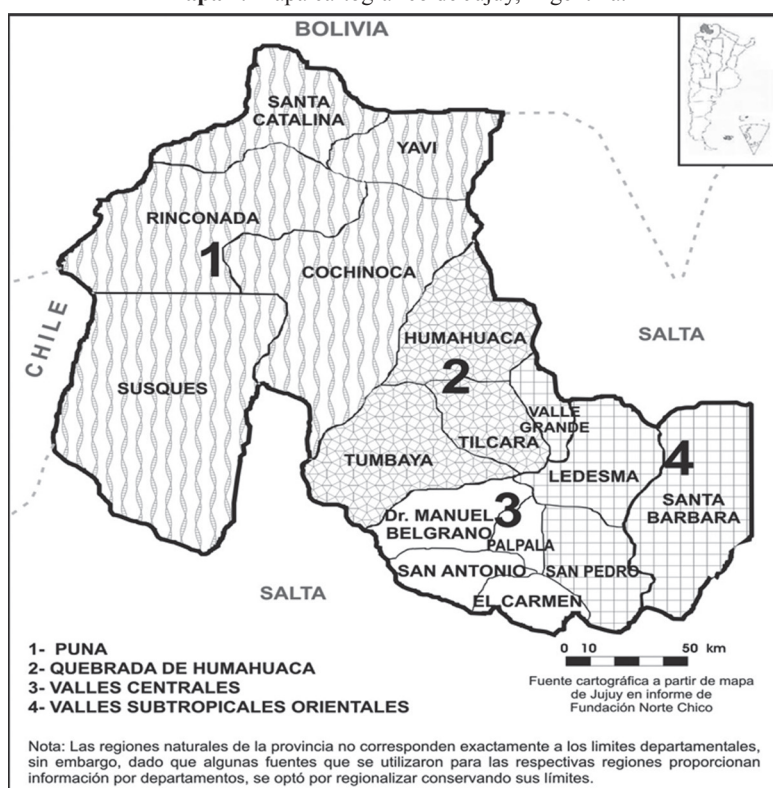 BOLIVIA
SANTA
CATALINA
YAVI
RINCONADA
1
COCHINOCA
CHILE
SUSQUES
HUMAHUACA
SALTA
2
VALLE
GRANDE
TILCARA
TUMBAYA
LEDESMA
4
SANTA
BARBARA
3
Dr. MANUEL
BELGRANO
PALPALA
SAN ANTONIO
SAN PEDRO
EL CARMEN
SALTA
1- PUNA
2- QUEBRADA DE HUMAHUACA
3- VALLES CENTRALES
4- VALLES SUBTROPICALES ORIENTALES
0 10 50 km
Fuente cartográfica a partir de mapa
de Jujuy en informe de
Fundación Norte Chico
Nota: Las regiones naturales de la provincia no corresponden exactamente a los limites departamentales,
sin embargo, dado que algunas fuentes que se utilizaron para las respectivas regiones proporcionan
información por departamentos, se optó por regionalizar conservando sus límites.